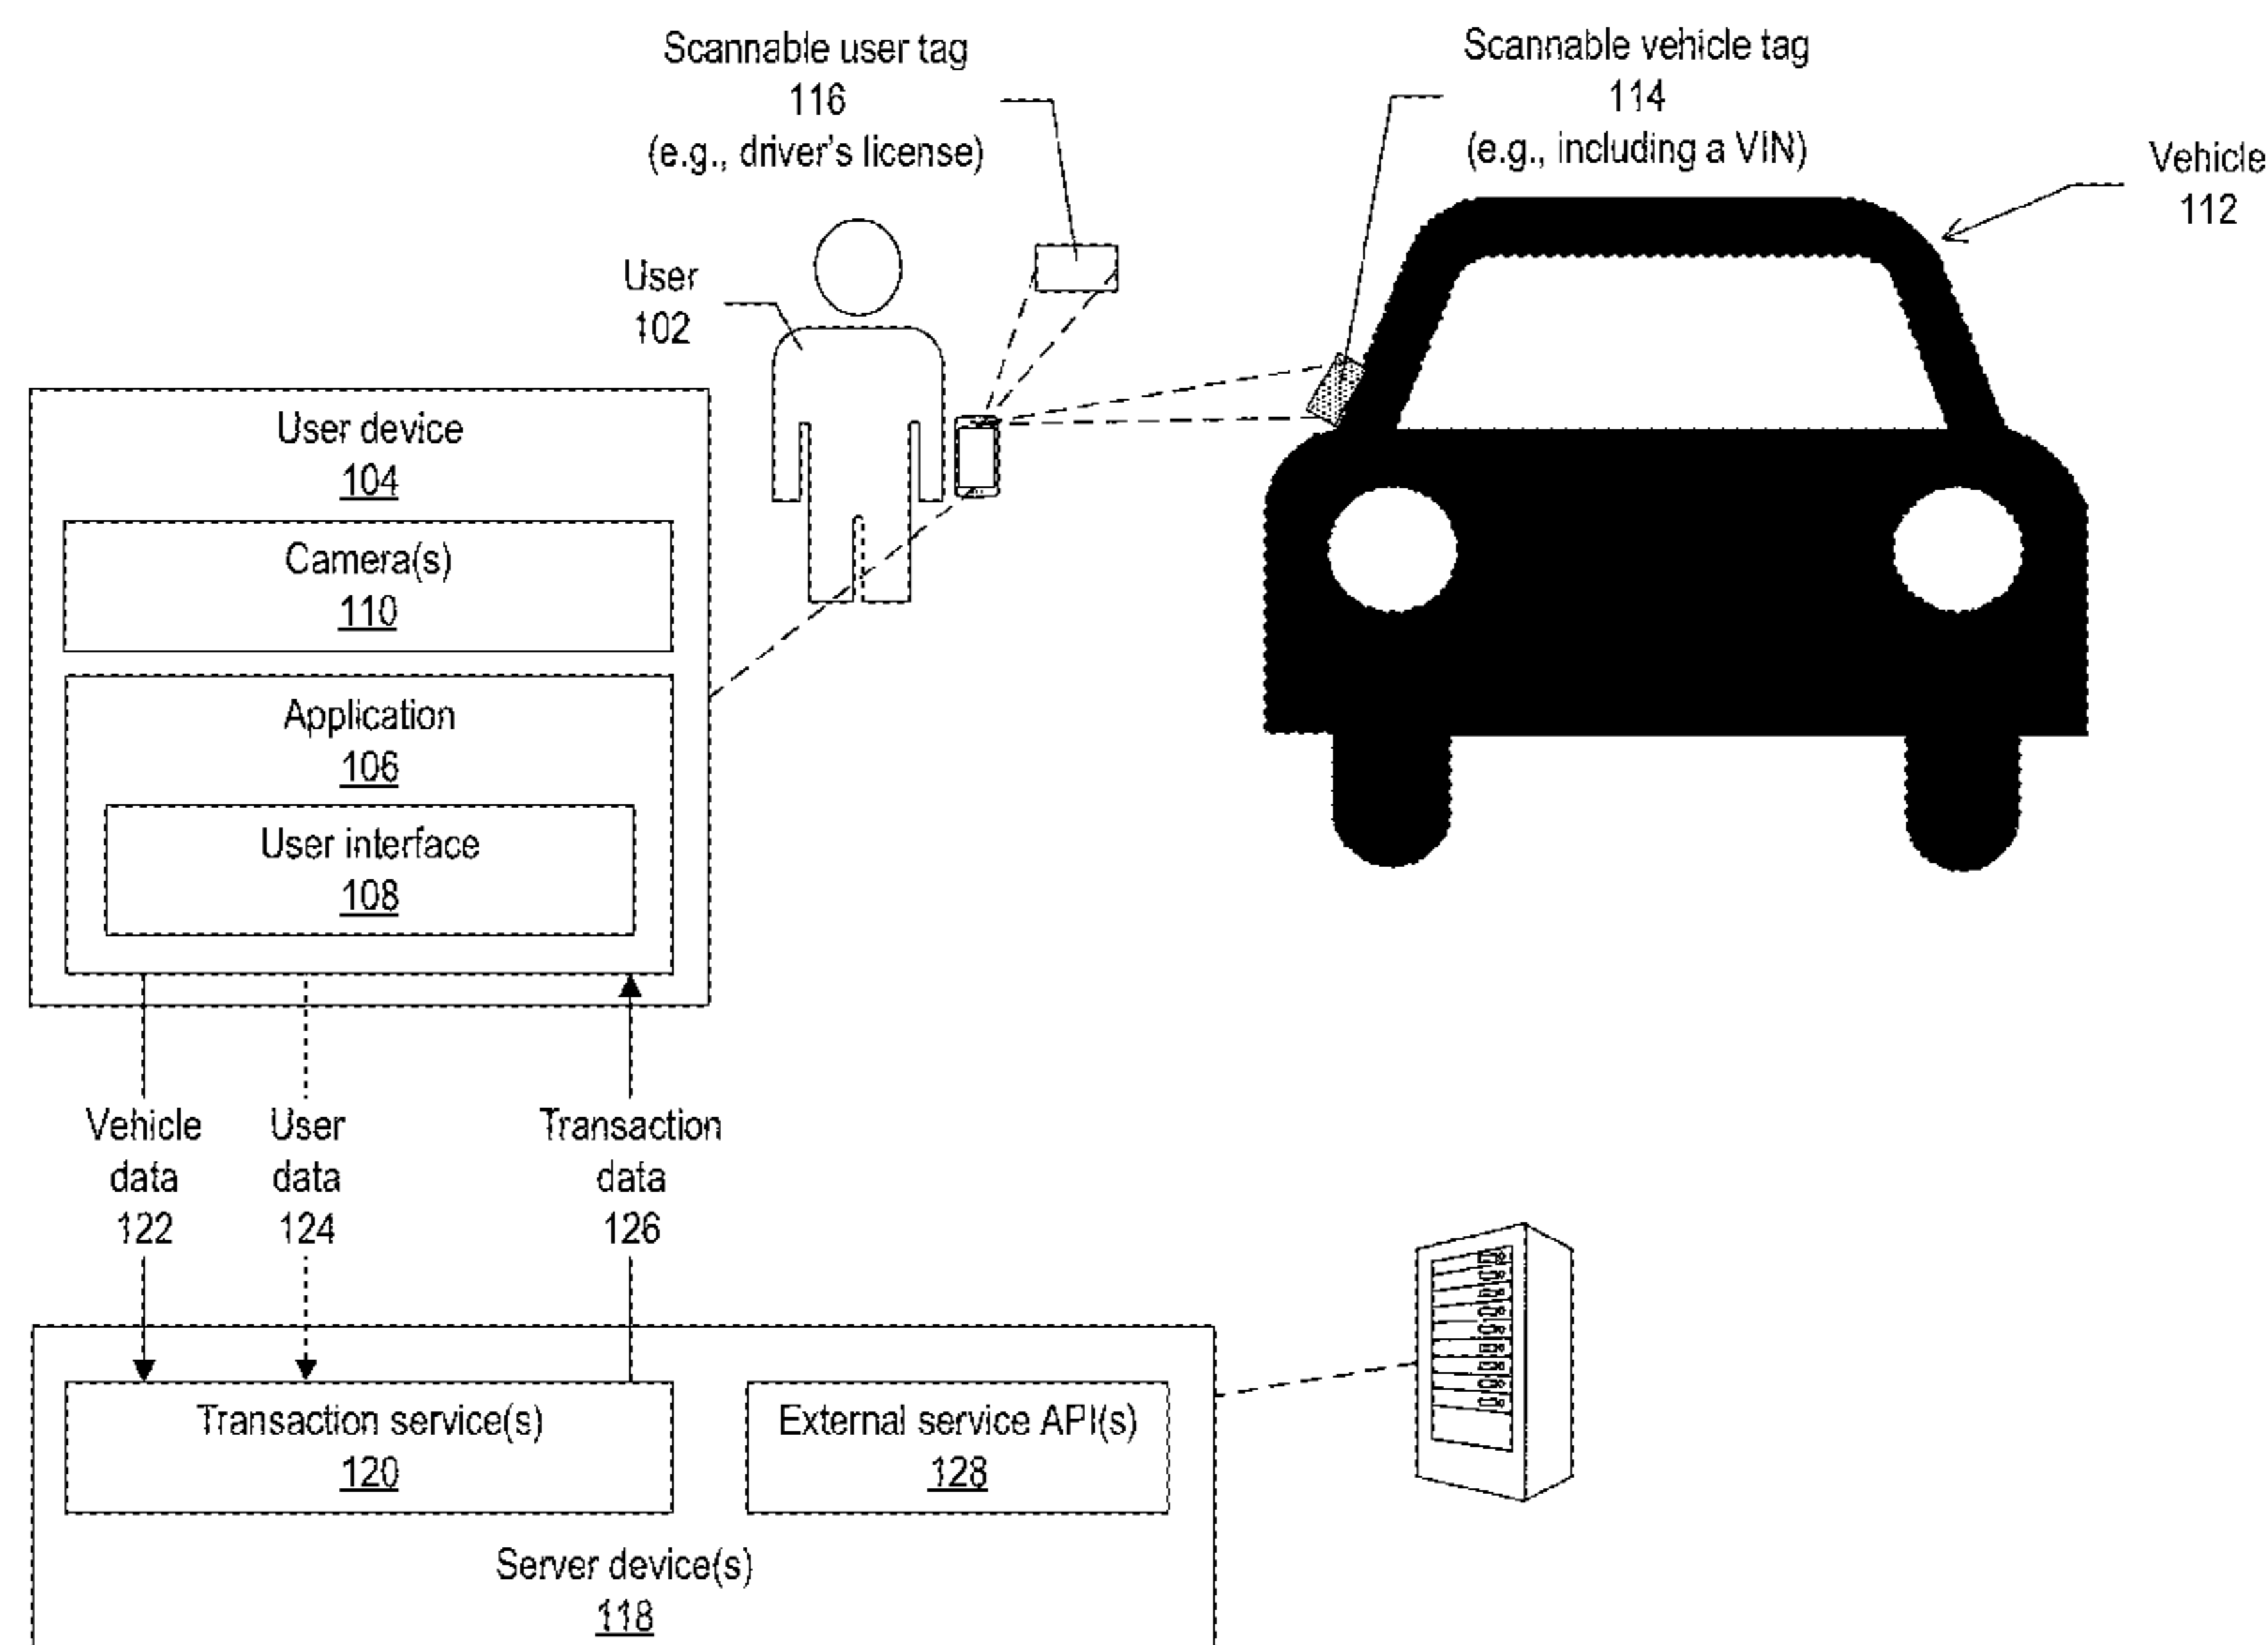 Scannable user tag
116
(e.g., driver's license)
Scannable vehicle tag
114
(e.g., including a VIN)
Vehicle
112
User
102
User device
104
Camera(s)
110
Application
106
User interface
108
Vehicle
data
122
User
data
124
Transaction
data
126
Transaction service(s)
120
External service API(s)
128
Server device(s)
118